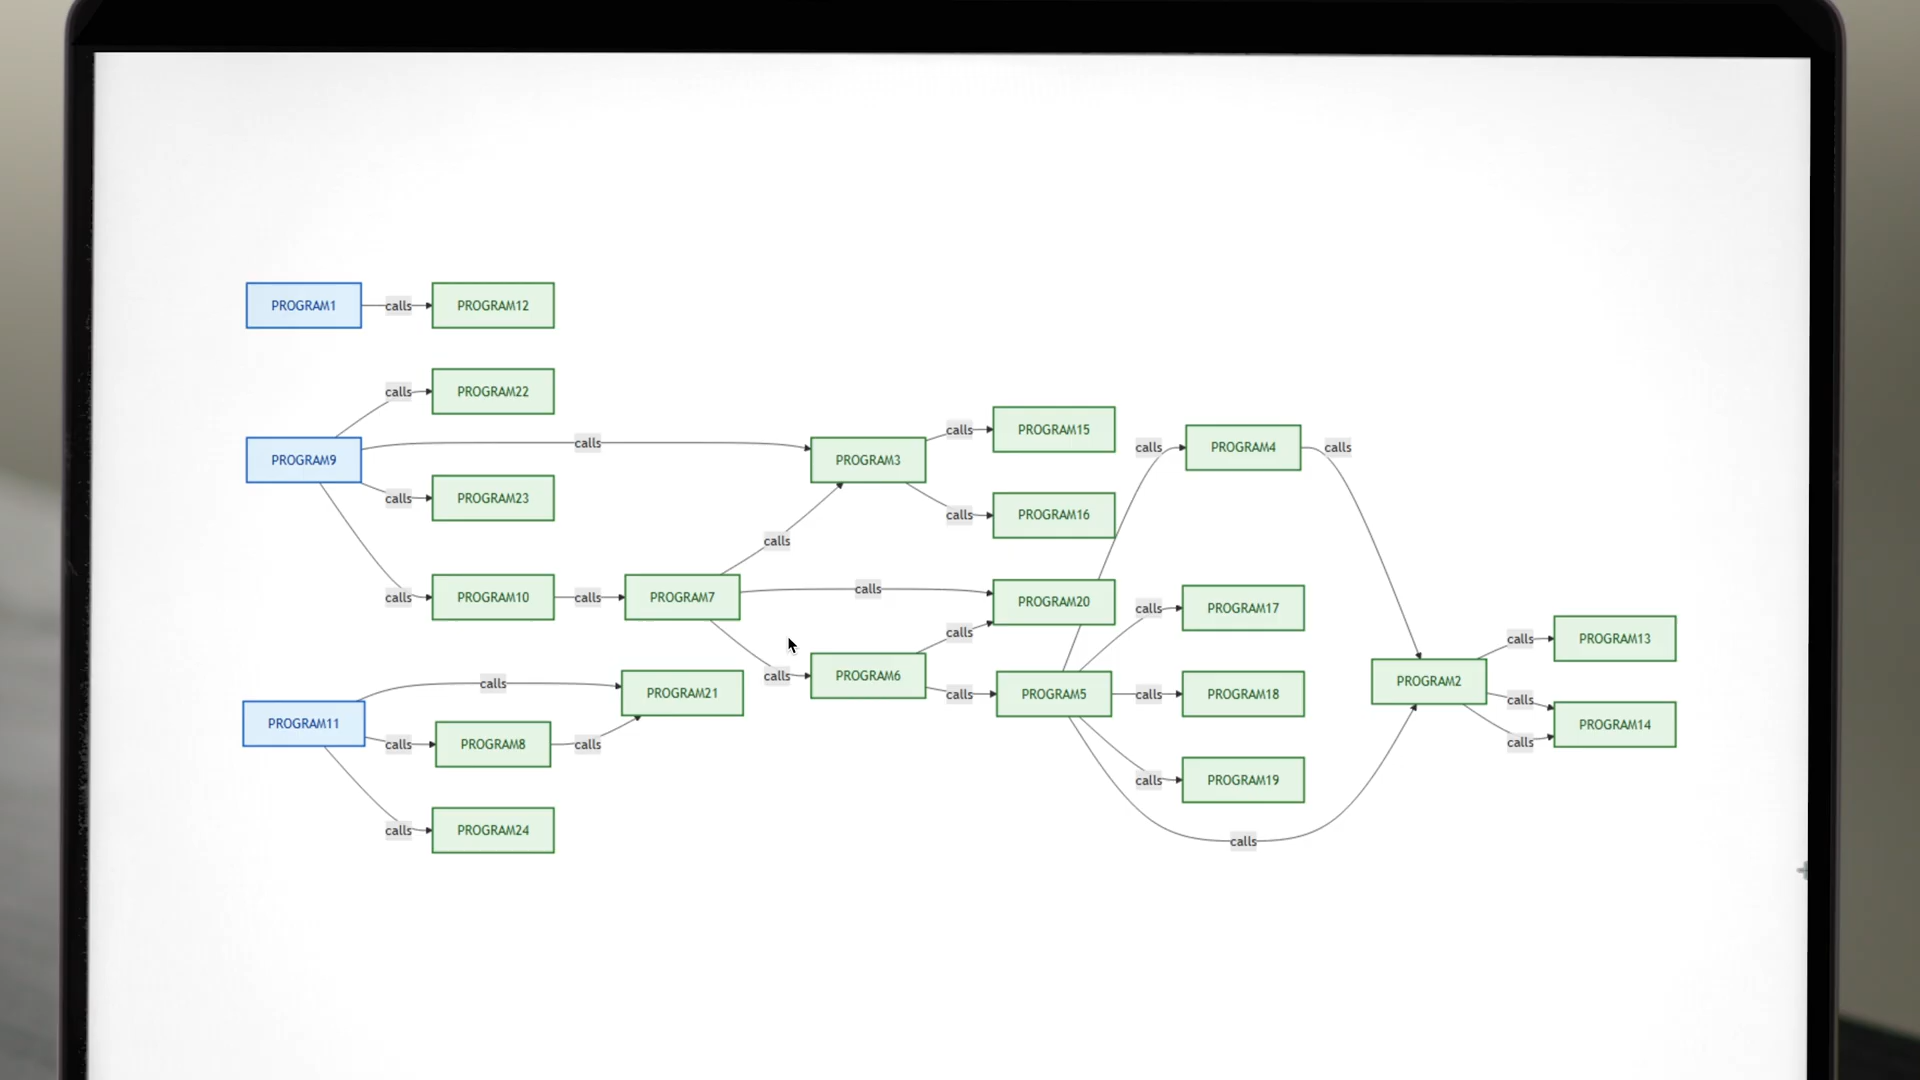 PROGRAM1
calls
PROGRAM12
calls
PROGRAM22
PROGRAM9
calls
PROGRAM3
calls
PROGRAM15
calls
PROGRAM4
calls
calls
PROGRAM23
calls
PROGRAM16
calls
calls
PROGRAM10
calls
PROGRAM7
calls
PROGRAM20
calls
PROGRAM17
calls
calls
PROGRAM6
calls
PROGRAM5
calls
PROGRAM18
PROGRAM2
calls
PROGRAM13
calls
calls
PROGRAM14
calls
PROGRAM21
PROGRAM11
calls
PROGRAM8
calls
calls
PROGRAM19
calls
PROGRAM24
calls